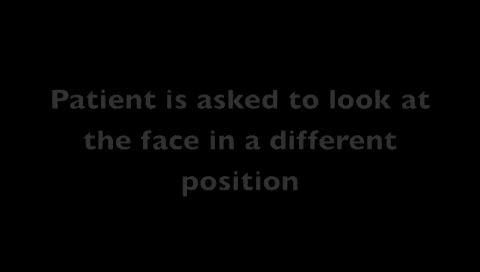 Patient is asked to look at
the face in a different
position